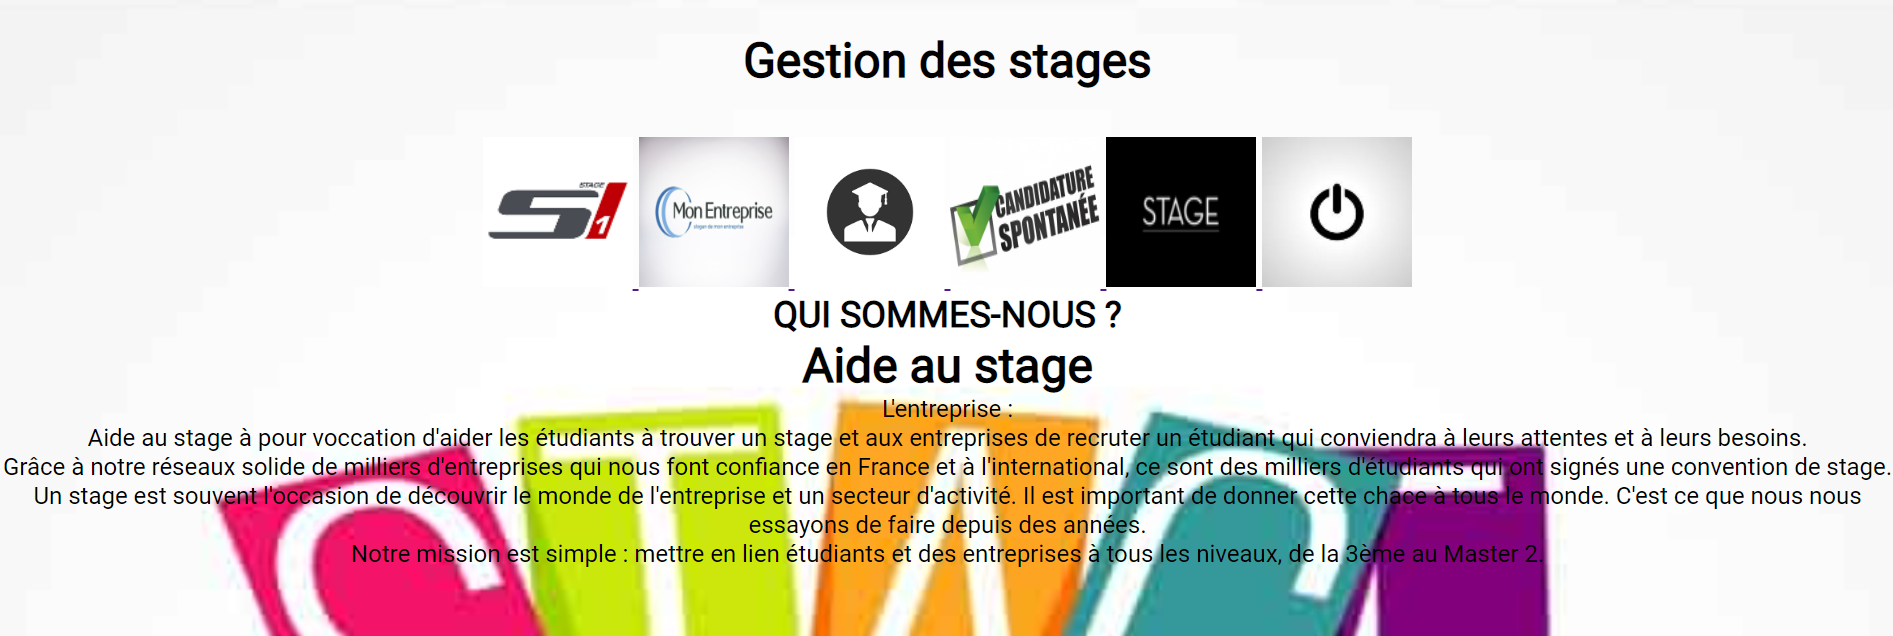 Gestion des stages
STAGE
S1
Mon Entreprise
slogan de mon entreprise
CANDIDATURE
SPONTANÉE
STAGE
QUI SOMMES-NOUS ?
Aide au stage
L'entreprise :
Aide au stage à pour voccation d'aider les étudiants à trouver un stage et aux entreprises de recruter un étudiant qui conviendra à leurs attentes et à leurs besoins.
Grâce à notre réseaux solide de milliers d'entreprises qui nous font confiance en France et à l'international, ce sont des milliers d'étudiants qui ont signés une convention de stage.
Un stage est souvent l'occasion de découvrir le monde de l'entreprise et un secteur d'activité. Il est important de donner cette chace à tous le monde. C'est ce que nous nous
essayons de faire depuis des années.
Notre mission est simple : mettre en lien étudiants et des entreprises à tous les niveaux, de la 3ème au Master 2.